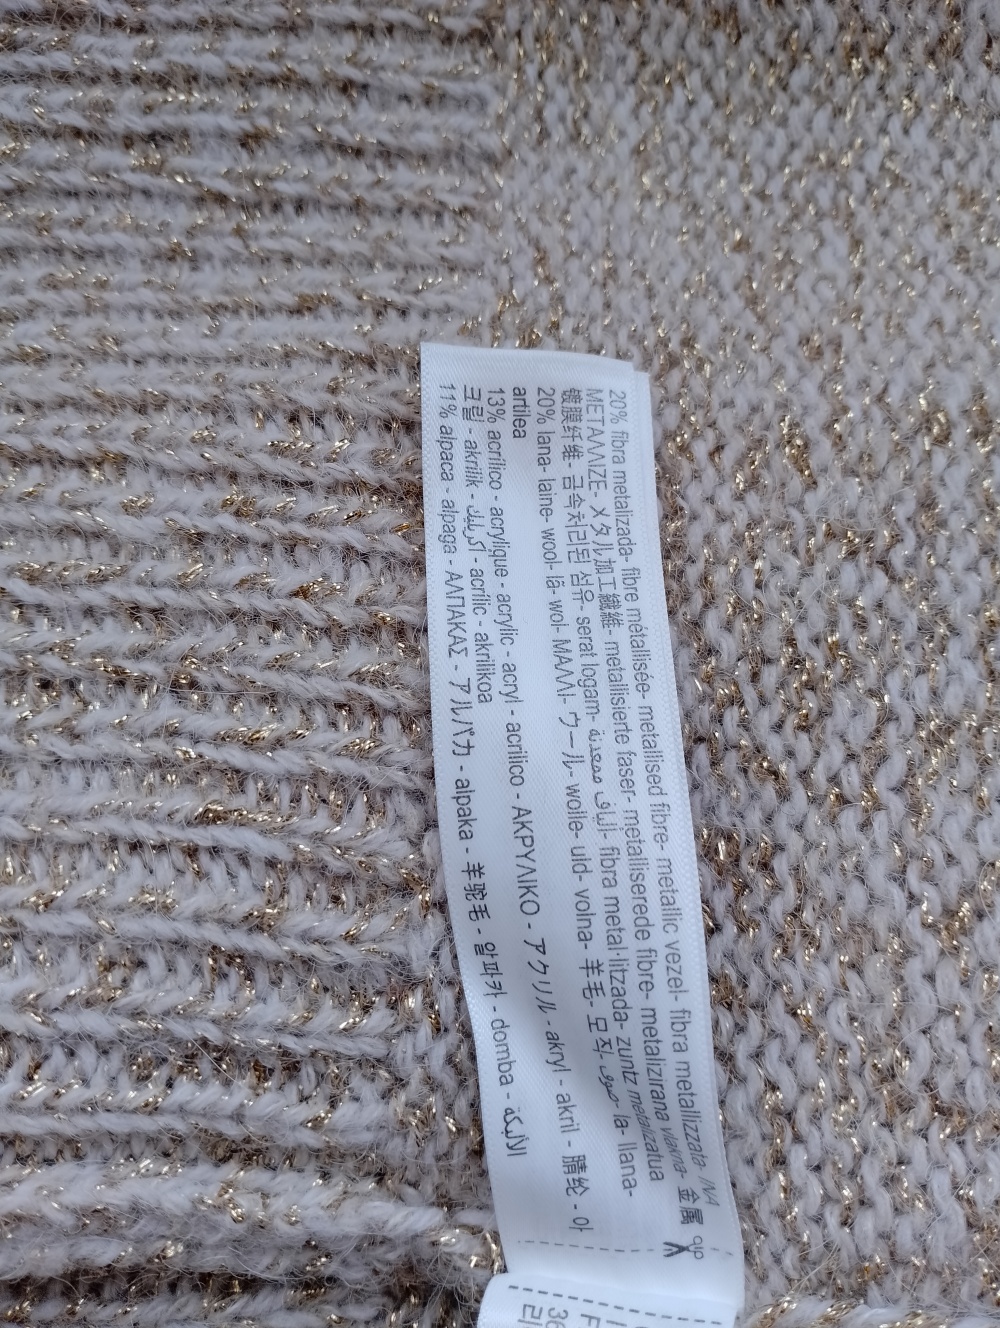 20% fibra metalizada- fibre métallisée- metallised fibre- metallic vezel- fibra metallizzata- ΙΝΑ
ΜΕΤΑΛΛΙΖΕ- メタル加工繊維- metallisierte faser- metalliserede fibre- metalizirana vlakna- 金属
镀膜纤维- 금속처리된 섬유- serat logam- ألياف معدنية- fibra metal·litzada- zuntz metalizatua
20% lana- laine- wool- lã- wol- ΜΑΛΛΙ- ウール- wolle- uld- volna- 羊毛- 모직- صوف- la- llana-
artilea
13% acrílico - acrylique - acrylic - acryl - acrilico - ΑΚΡΥΛΙΚΟ - アクリル - akryl - akril - 腈纶 - 아
크릴 - akrilik - أكريليك - acrílic - akrilikoa
11% alpaca - alpaga - ΑΛΠΑΚΑΣ - アルパカ - alpaka - 羊驼毛 - 알파카 - domba - الألبكة